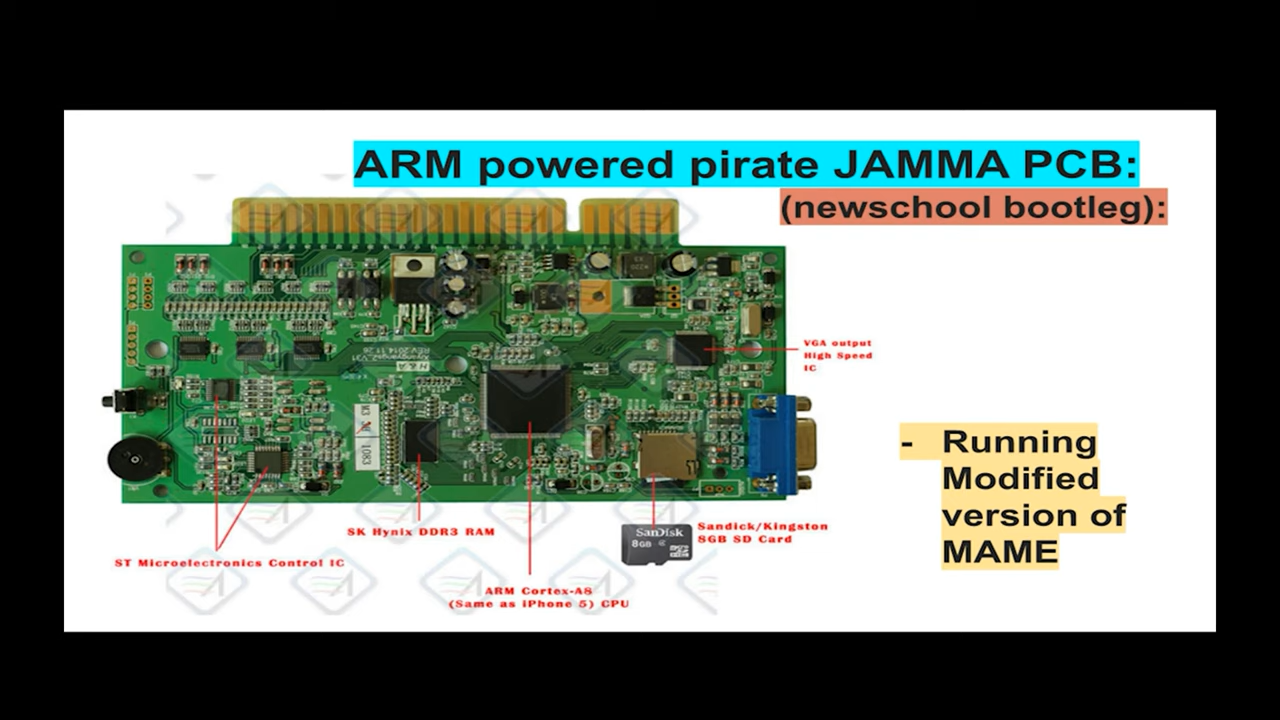 ARM powered pirate JAMMA PCB:
(newschool bootleg):
VGA output
High Speed
IC
- Running
Modified
version of
MAME
SanDisk
8GB
Sandick/Kingston
8GB SD Card
SK Hynix DDR3 RAM
ST Microelectronics Control IC
ARM Cortex-A8
(Same as iPhone 5) CPU